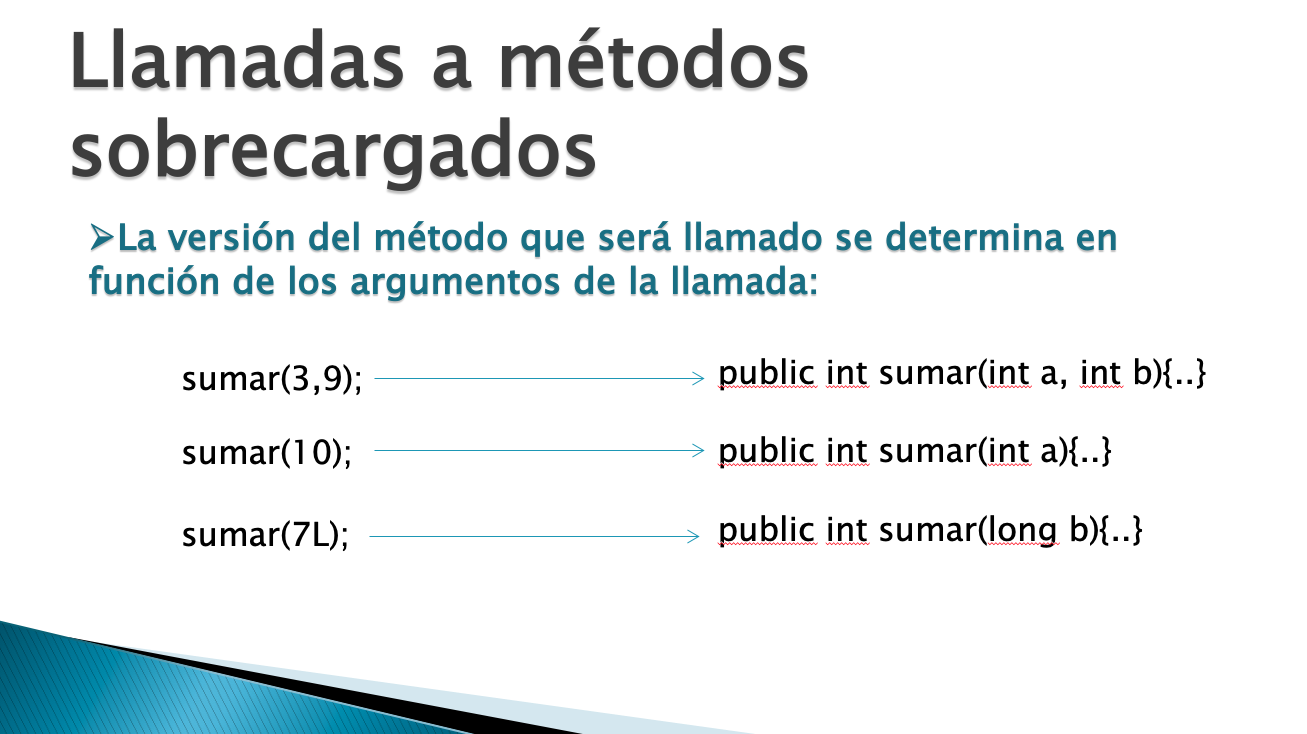 Llamadas a métodos
sobrecargados
➢La versión del método que será llamado se determina en
función de los argumentos de la llamada:
sumar(3,9);
public int sumar(int a, int b){..}
sumar(10);
public int sumar(int a){..}
sumar(7L);
public int sumar(long b){..}